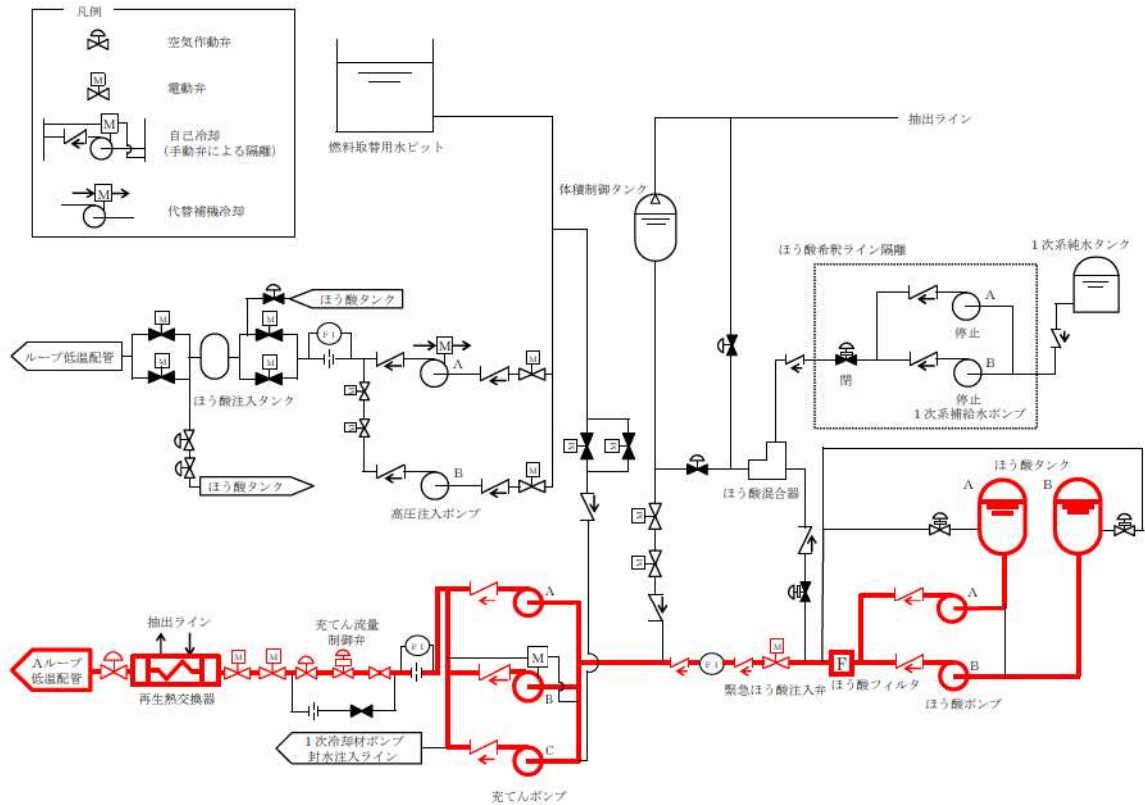 凡例
空気作動弁
M
電動弁
M
自己冷却
(手動弁による隔離)
M
代替補機冷却
燃料取替用水ピット
抽出ライン
体積制御タンク
ほう酸希釈ライン隔離
1次系純水タンク
A
停止
B
停止
閉
1次系補給水ポンプ
ほう酸タンク
M
M
FI
M
M
A
ループ低温配管
M
M
ほう酸注入タンク
M
M
M
B
ほう酸タンク
高圧注入ポンプ
M
M
ほう酸混合器
M
M
ほう酸タンク
A
B
A
抽出ライン
充てん流量
制御弁
FI
A
Aループ
低温配管
M
M
M
B
再生熱交換器
FI
M
緊急ほう酸注入弁
F
ほう酸フィルタ
B
ほう酸ポンプ
1次冷却材ポンプ
封水注入ライン
C
充てんポンプ